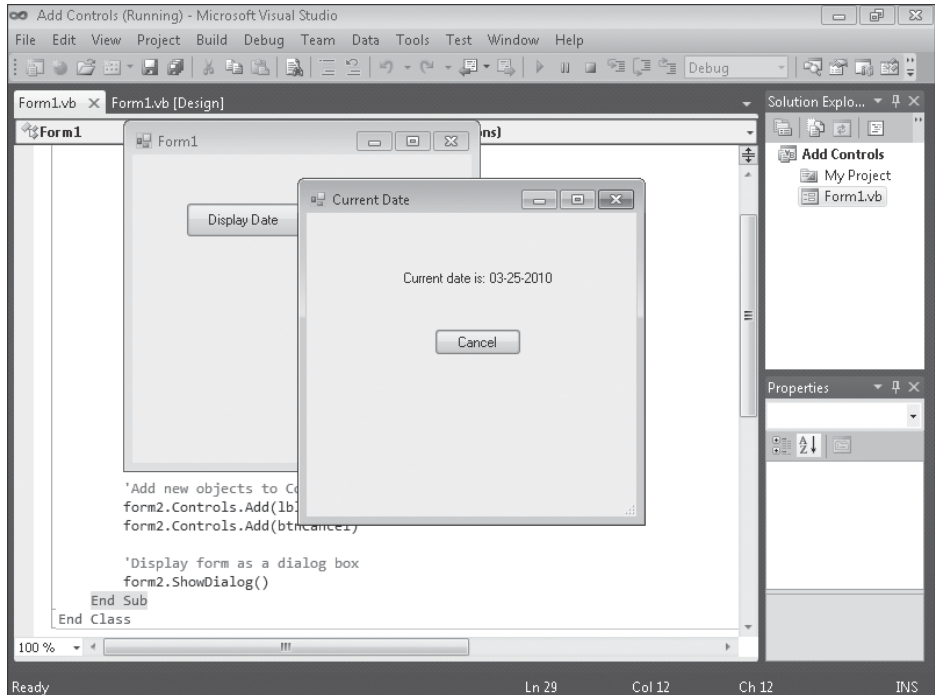 Add Controls (Running) - Microsoft Visual Studio
File Edit View Project Build Debug Team Data Tools Test Window Help
Debug
Form1.vb Form1.vb [Design]
Form1
ons)
Form1
Display Date
Current Date
Current date is: 03-25-2010
Cancel
'Add new objects to Co
form2.Controls.Add(lbl
form2.Controls.Add(btnCancel)
'Display form as a dialog box
form2.ShowDialog()
End Sub
End Class
100 %
Solution Explo...
Add Controls
My Project
Form1.vb
Properties
Ready Ln 29 Col 12 Ch 12 INS